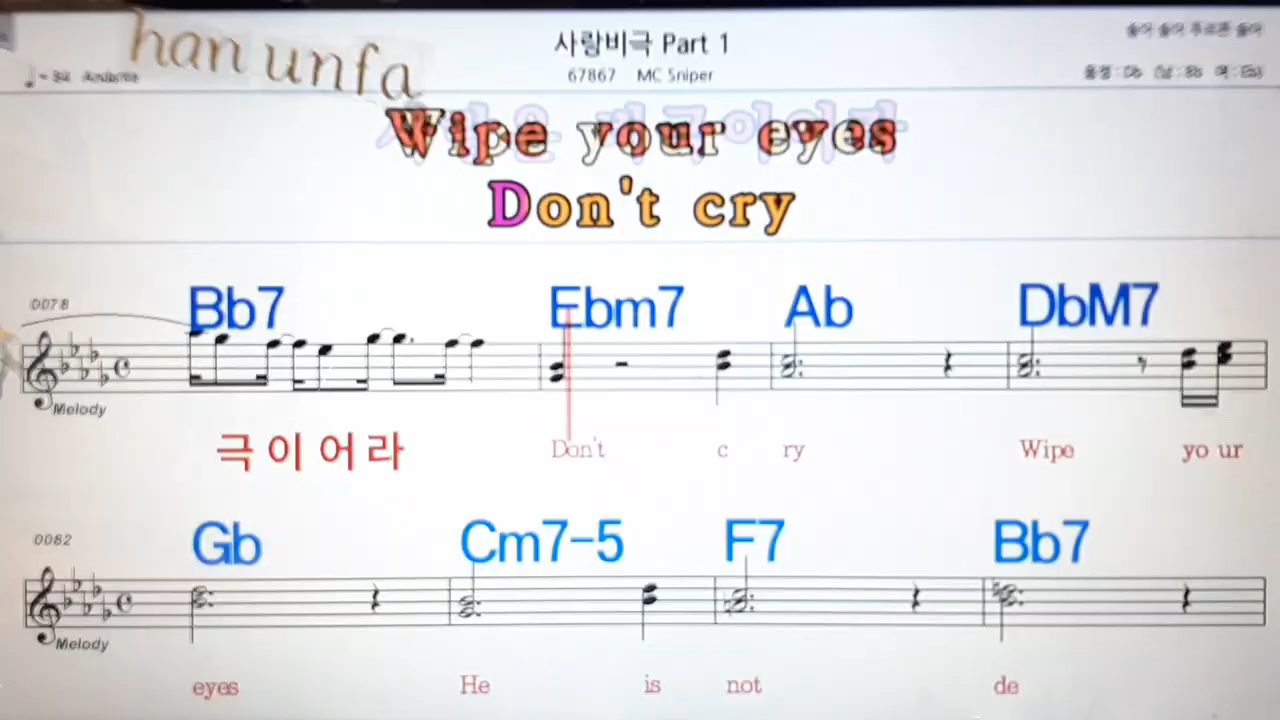 han unfa
사랑비극 Part 1
67867 MC Sniper
Wipe your eyes
Don't cry
0078
Bb7 Ebm7 Ab DbM7
Melody
극이어라 Don't c ry Wipe yo ur
0082
Gb Cm7-5 F7 Bb7
Melody
eyes He is not de